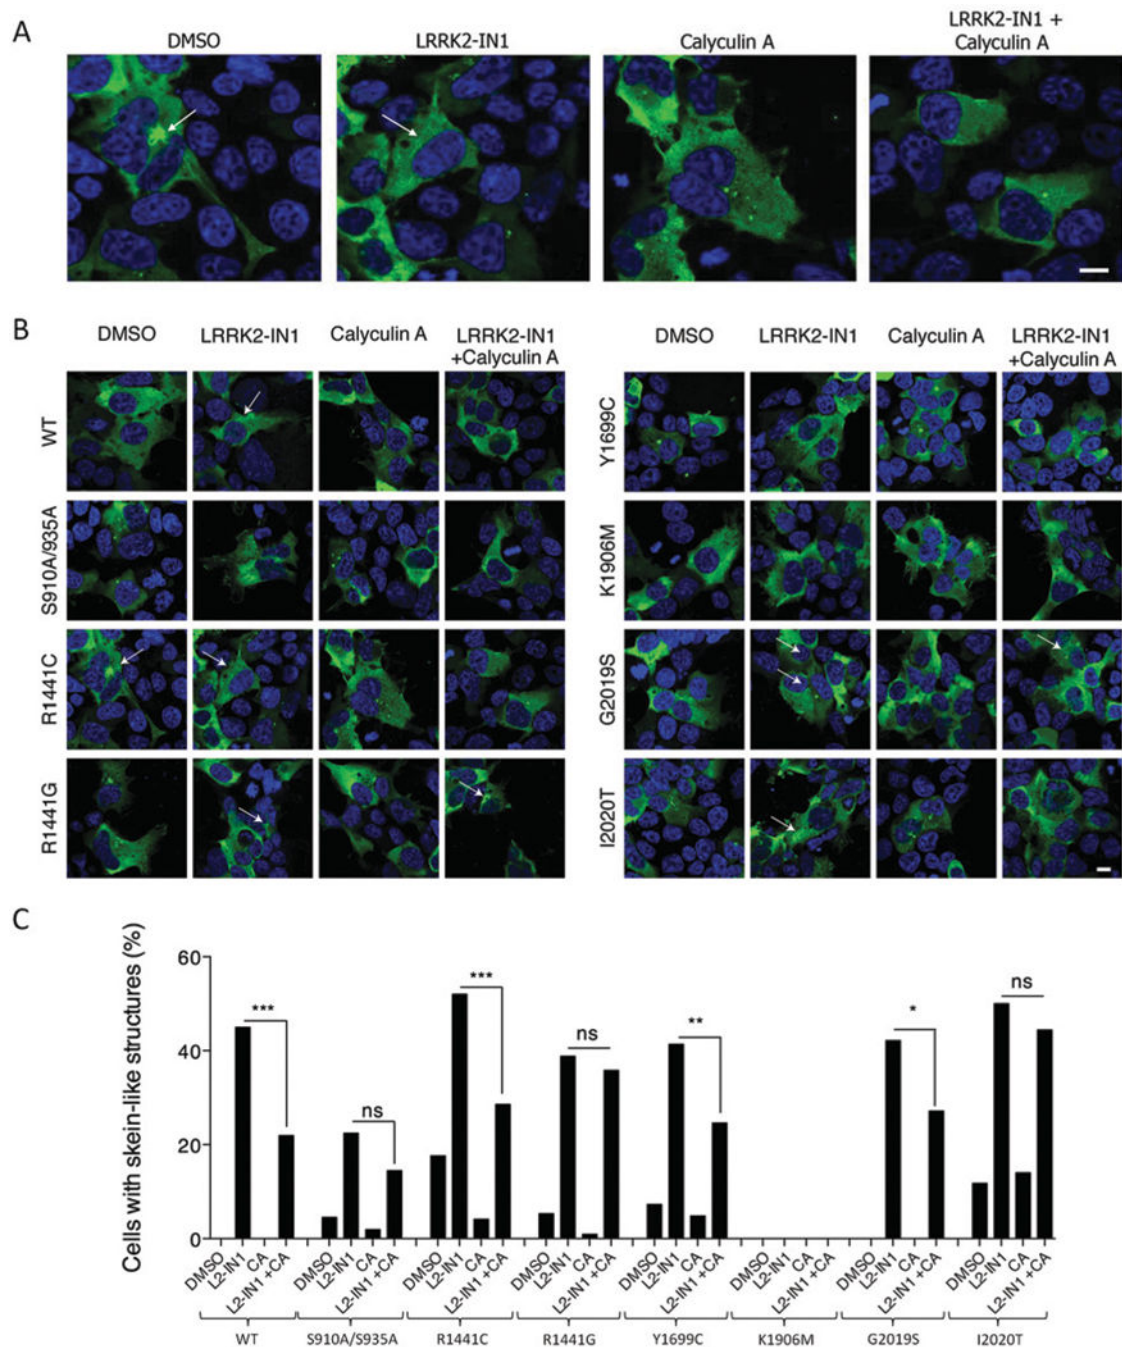 A
DMSO
LRRK2-IN1
Calyculin A
LRRK2-IN1 +
Calyculin A
B
DMSO
LRRK2-IN1
Calyculin A
LRRK2-IN1
+Calyculin A
DMSO
LRRK2-IN1
Calyculin A
LRRK2-IN1
+Calyculin A
WT
S910A/935A
R1441C
R1441G
Y1699C
K1906M
G2019S
I2020T
C
Cells with skein-like structures (%)
60
40
20
0
***
ns
***
ns
**
*
ns
DMSO
L2-IN1
CA
L2-IN1 +CA
DMSO
L2-IN1
CA
L2-IN1 +CA
DMSO
L2-IN1
CA
L2-IN1 +CA
DMSO
L2-IN1
CA
L2-IN1 +CA
DMSO
L2-IN1
CA
L2-IN1 +CA
DMSO
L2-IN1
CA
L2-IN1 +CA
DMSO
L2-IN1
CA
L2-IN1 +CA
DMSO
L2-IN1
CA
L2-IN1 +CA
WT
S910A/S935A
R1441C
R1441G
Y1699C
K1906M
G2019S
I2020T